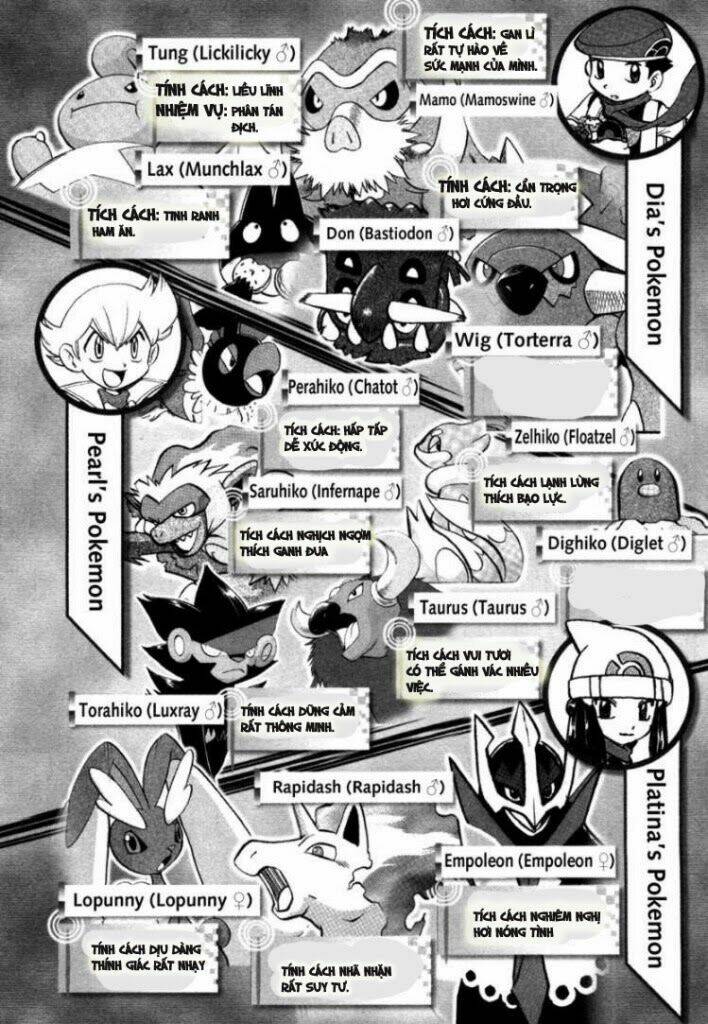 Tung (Lickilicky ♂)
TÍNH CÁCH: LIỀU LĨNH
NHIỆM VỤ: PHÂN TÁN
ĐỊCH.
TÍCH CÁCH: GAN LÌ
RẤT TỰ HÀO VỀ
SỨC MẠNH CỦA MÌNH.
Mamo (Mamoswine ♂)
Lax (Munchlax ♂)
TÍCH CÁCH: TINH RANH
HAM ĂN.
TÍNH CÁCH: CẨN TRỌNG
HƠI CỨNG ĐẦU.
Don (Bastiodon ♂)
Dia's Pokemon
Wig (Torterra ♂)
Perahiko (Chatot ♂)
TÍCH CÁCH: HẤP TẤP
DỄ XÚC ĐỘNG.
Zelhiko (Floatzel ♂)
TÍCH CÁCH LẠNH LÙNG
THÍCH BẠO LỰC.
Pearl's Pokemon
Saruhiko (Infernape ♂)
TÍCH CÁCH NGHỊCH NGỢM
THÍCH GANH ĐUA
Dighiko (Diglet ♂)
Taurus (Taurus ♂)
TÍCH CÁCH VUI TƯƠI
CÓ THỂ GÁNH VÁC NHIỀU
VIỆC.
Torahiko (Luxray ♂)
TÍNH CÁCH DŨNG CẢM
RẤT THÔNG MINH.
Rapidash (Rapidash ♂)
Empoleon (Empoleon ♀)
Platina's Pokemon
Lopunny (Lopunny ♀)
TÍCH CÁCH NGHIÊM NGHỊ
HƠI NÓNG TÍNH
TÍNH CÁCH DỊU DÀNG
THÍNH GIÁC RẤT NHẠY
TÍNH CÁCH NHÃ NHẶN
RẤT SUY TƯ.